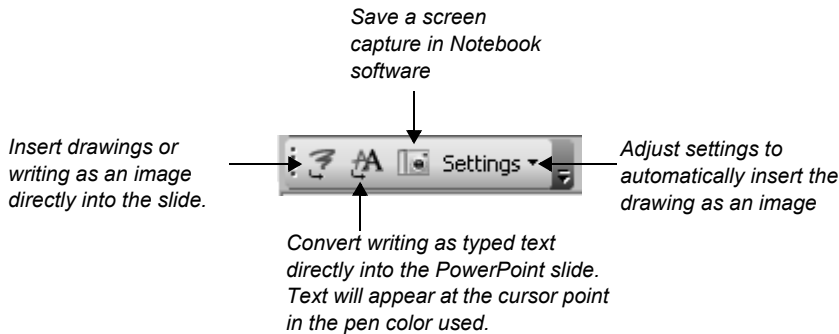 Save a screen
capture in Notebook
software
Insert drawings or
writing as an image
directly into the slide.
Settings
Adjust settings to
automatically insert the
drawing as an image
Convert writing as typed text
directly into the PowerPoint slide.
Text will appear at the cursor point
in the pen color used.